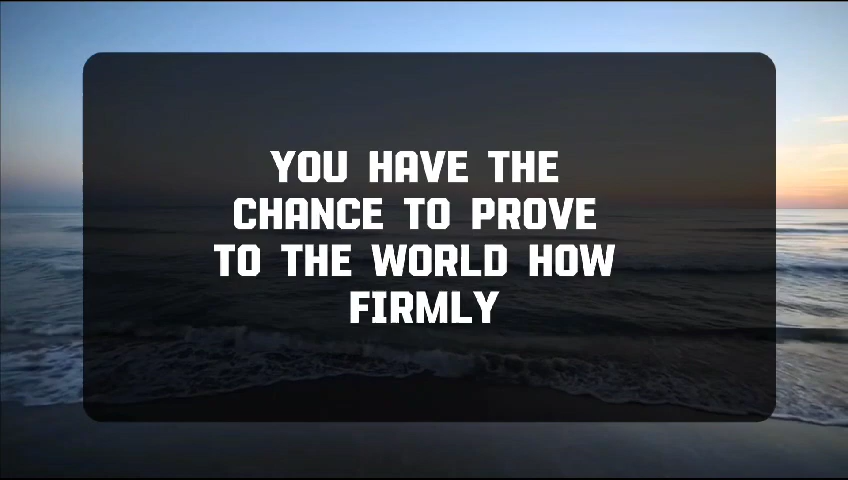 YOU HAVE THE
CHANCE TO PROVE
TO THE WORLD HOW
FIRMLY